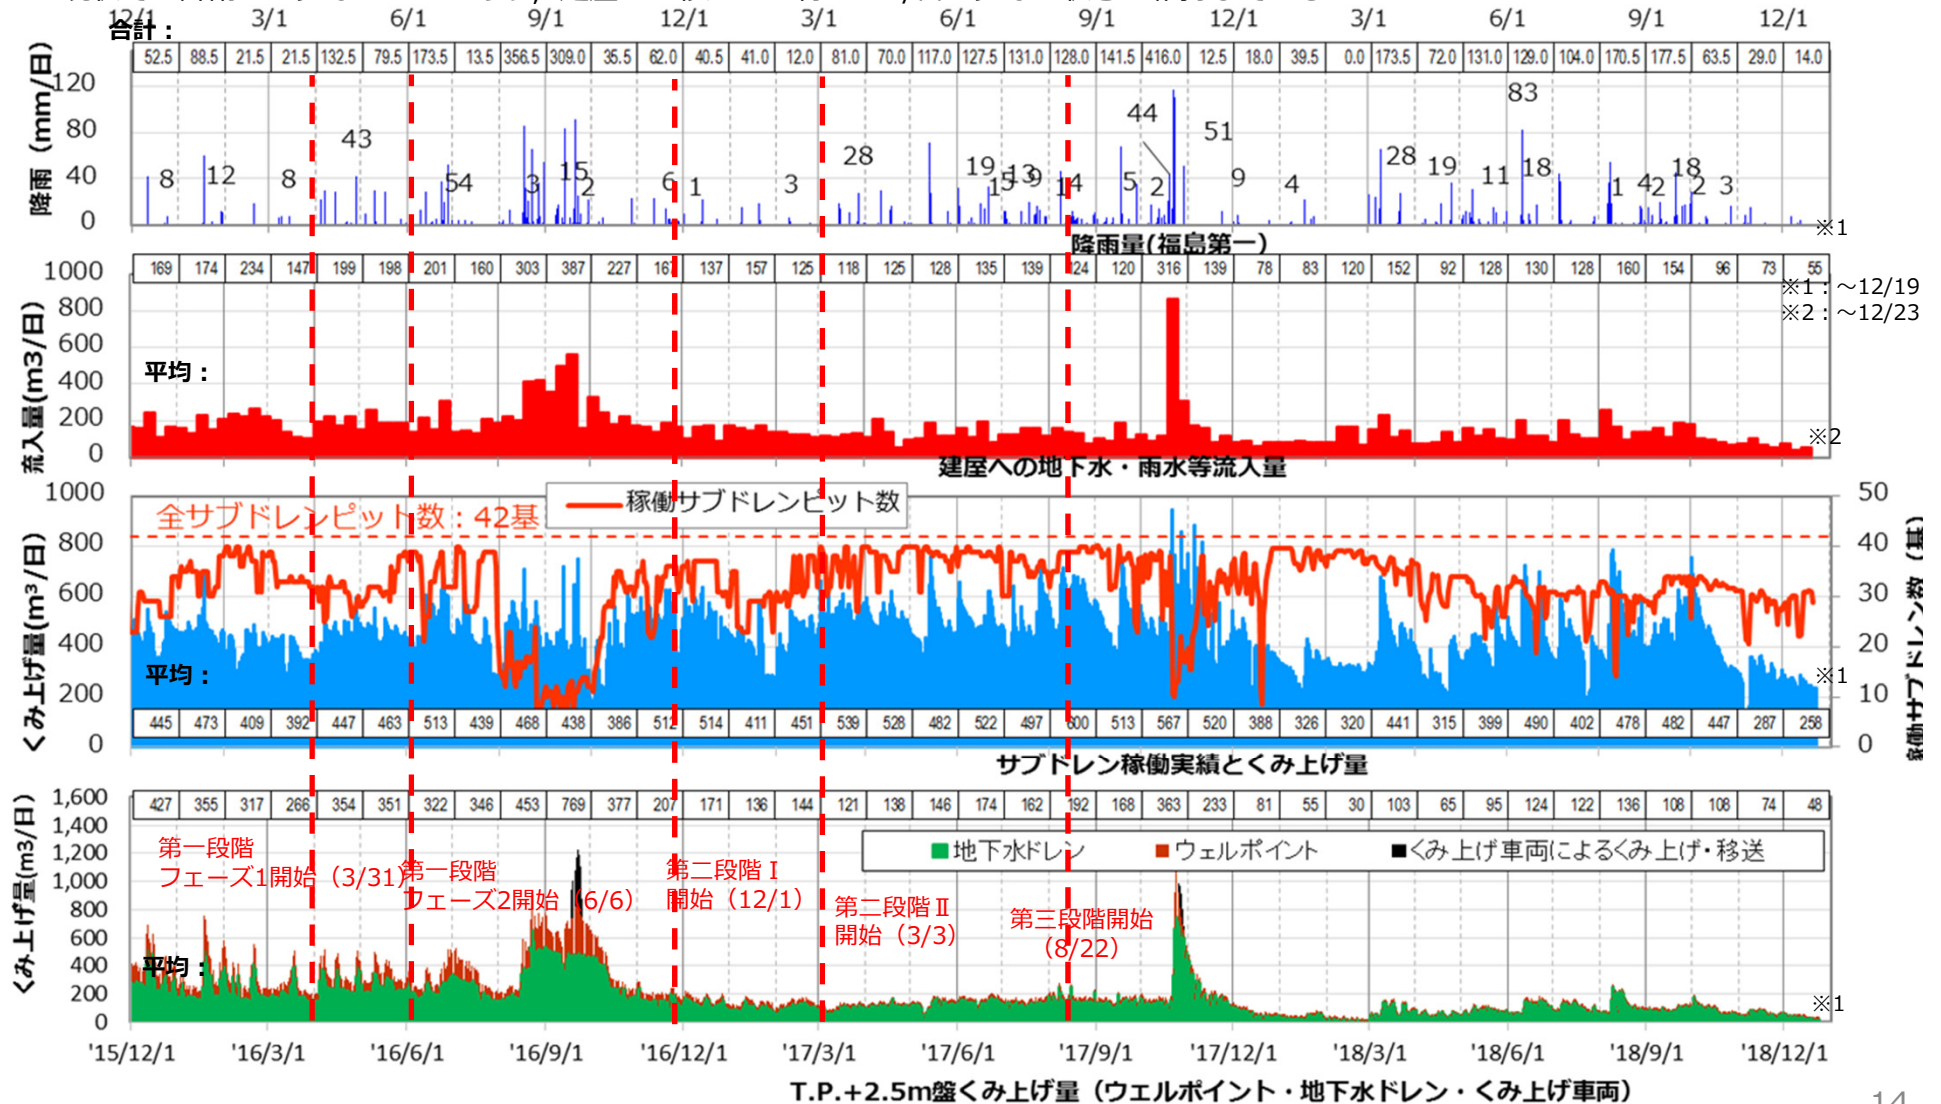 12/1 3/1 6/1 9/1 12/1 3/1 6/1 9/1 12/1 3/1 6/1 9/1 12/1
合計：
52.5 88.5 21.5 21.5 132.5 79.5 173.5 13.5 356.5 309.0 35.5 62.0 40.5 41.0 12.0 81.0 70.0 117.0 127.5 131.0 128.0 141.5 416.0 12.5 18.0 39.5 0.0 173.5 72.0 131.0 129.0 104.0 170.5 177.5 63.5 29.0 14.0
降雨（mm/日）
120
80
40
0
8 12 8 43 54 3 15 2 6 1 3 28 19 15 13 9 14 44 5 2 51 9 4 28 19 11 83 18 1 4 2 18 2 3
※1
降雨量(福島第一)
169 174 234 147 199 198 201 160 303 387 227 167 137 157 125 118 125 128 135 139 124 120 316 139 78 83 120 152 92 128 130 128 160 154 96 73 55
※1：～12/19
※2：～12/23
流入量(m3/日)
1000
800
600
400
200
0
平均：
※2
建屋への地下水・雨水等流入量
くみ上げ量(m³/日)
1000
800
600
400
200
0
全サブドレンピット数：42基
稼働サブドレンピット数
50
40
30
20
10
0
稼働サブドレン数（基）
平均：
※1
445 473 409 392 447 463 513 439 468 438 386 512 514 411 451 539 528 482 522 497 600 513 567 520 388 326 320 441 315 399 490 402 478 482 447 287 258
サブドレン稼働実績とくみ上げ量
くみ上げ量(m3/日)
1,600
1,400
1,200
1,000
800
600
400
200
0
427 355 317 266 354 351 322 346 453 769 377 207 171 136 144 121 138 146 174 162 192 168 363 233 81 55 30 103 65 95 124 122 136 108 108 74 48
地下水ドレン ウェルポイント くみ上げ車両によるくみ上げ・移送
第一段階
フェーズ1開始（3/31）
第一段階
フェーズ2開始（6/6）
第二段階Ⅰ
開始（12/1）
第二段階Ⅱ
開始（3/3）
第三段階開始
（8/22）
平均：
※1
'15/12/1 '16/3/1 '16/6/1 '16/9/1 '16/12/1 '17/3/1 '17/6/1 '17/9/1 '17/12/1 '18/3/1 '18/6/1 '18/9/1 '18/12/1
T.P.+2.5m盤くみ上げ量（ウェルポイント・地下水ドレン・くみ上げ車両）
14